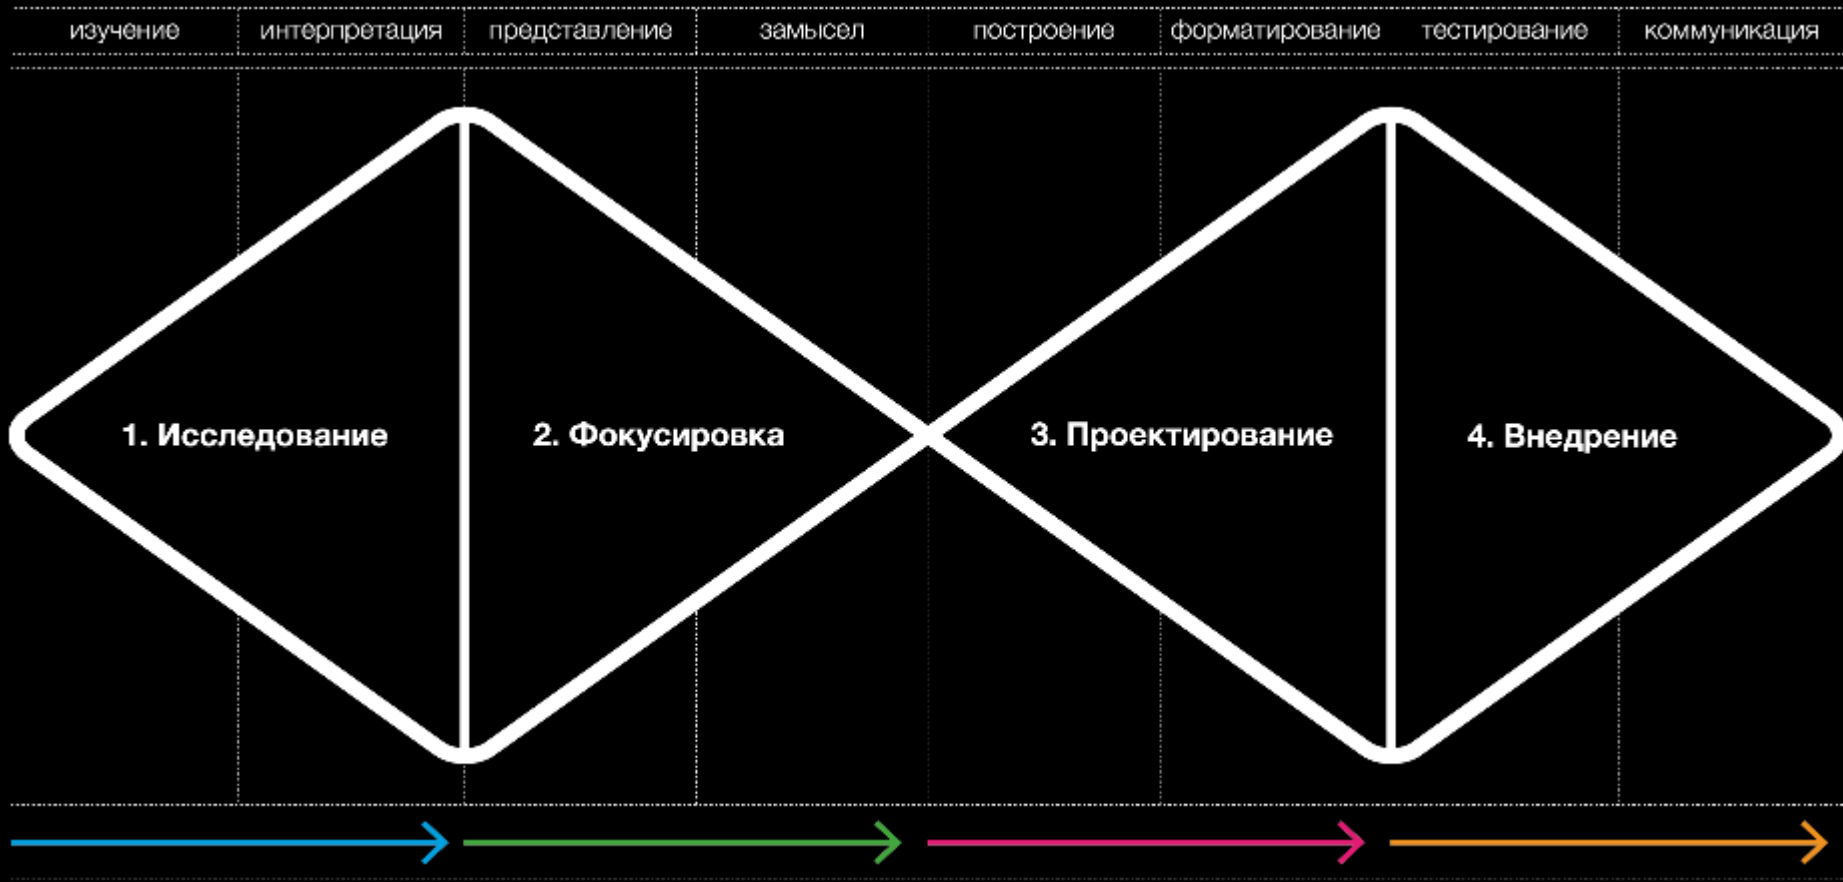 изучение интерпретация представление замысел построение форматирование тестирование коммуникация
1. Исследование 2. Фокусировка 3. Проектирование 4. Внедрение